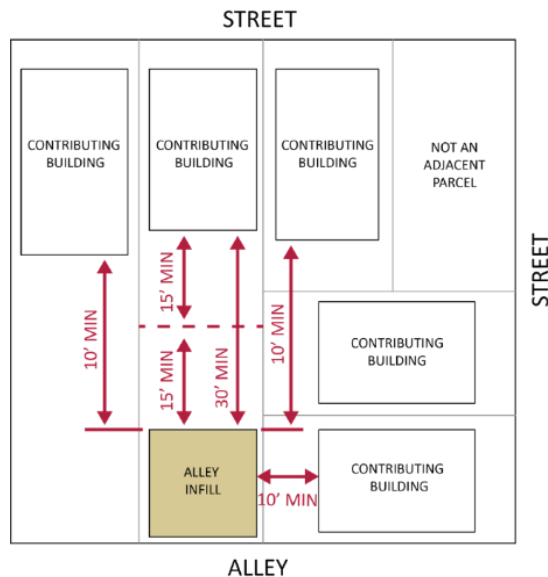 STREET
CONTRIBUTING
BUILDING
CONTRIBUTING
BUILDING
CONTRIBUTING
BUILDING
NOT AN
ADJACENT
PARCEL
STREET
10' MIN
15' MIN
15' MIN
30' MIN
10' MIN
CONTRIBUTING
BUILDING
ALLEY
INFILL
10' MIN
CONTRIBUTING
BUILDING
ALLEY